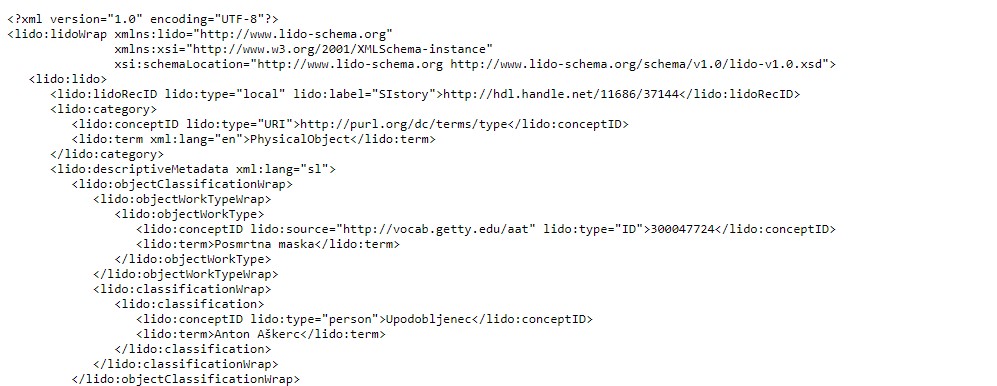 <?xml version="1.0" encoding="UTF-8"?>
<lido:lidoWrap xmlns:lido="http://www.lido-schema.org"
xmlns:xsi="http://www.w3.org/2001/XMLSchema-instance"
xsi:schemaLocation="http://www.lido-schema.org http://www.lido-schema.org/schema/v1.0/lido-v1.0.xsd">
<lido:lido>
<lido:lidoRecID lido:type="local" lido:label="SIstory">http://hdl.handle.net/11686/37144</lido:lidoRecID>
<lido:category>
<lido:conceptID lido:type="URI">http://purl.org/dc/terms/type</lido:conceptID>
<lido:term xml:lang="en">PhysicalObject</lido:term>
</lido:category>
<lido:descriptiveMetadata xml:lang="sl">
<lido:objectClassificationWrap>
<lido:objectWorkTypeWrap>
<lido:objectWorkType>
<lido:conceptID lido:source="http://vocab.getty.edu/aat" lido:type="ID">300047724</lido:conceptID>
<lido:term>Posmrtna maska</lido:term>
</lido:objectWorkType>
</lido:objectWorkTypeWrap>
<lido:classificationWrap>
<lido:classification>
<lido:conceptID lido:type="person">Upodobljenec</lido:conceptID>
<lido:term>Anton Aškerc</lido:term>
</lido:classification>
</lido:classificationWrap>
</lido:objectClassificationWrap>